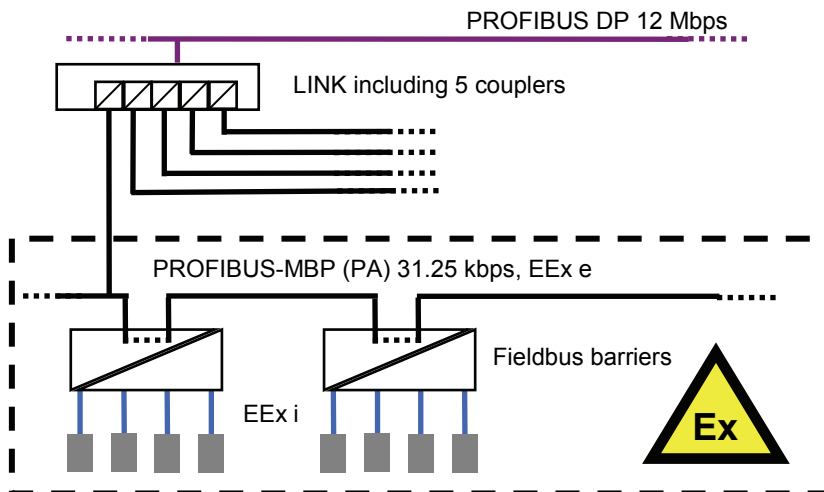 PROFIBUS DP 12 Mbps
LINK including 5 couplers
PROFIBUS-MBP (PA) 31.25 kbps, EEx e
Fieldbus barriers
EEx i
Ex